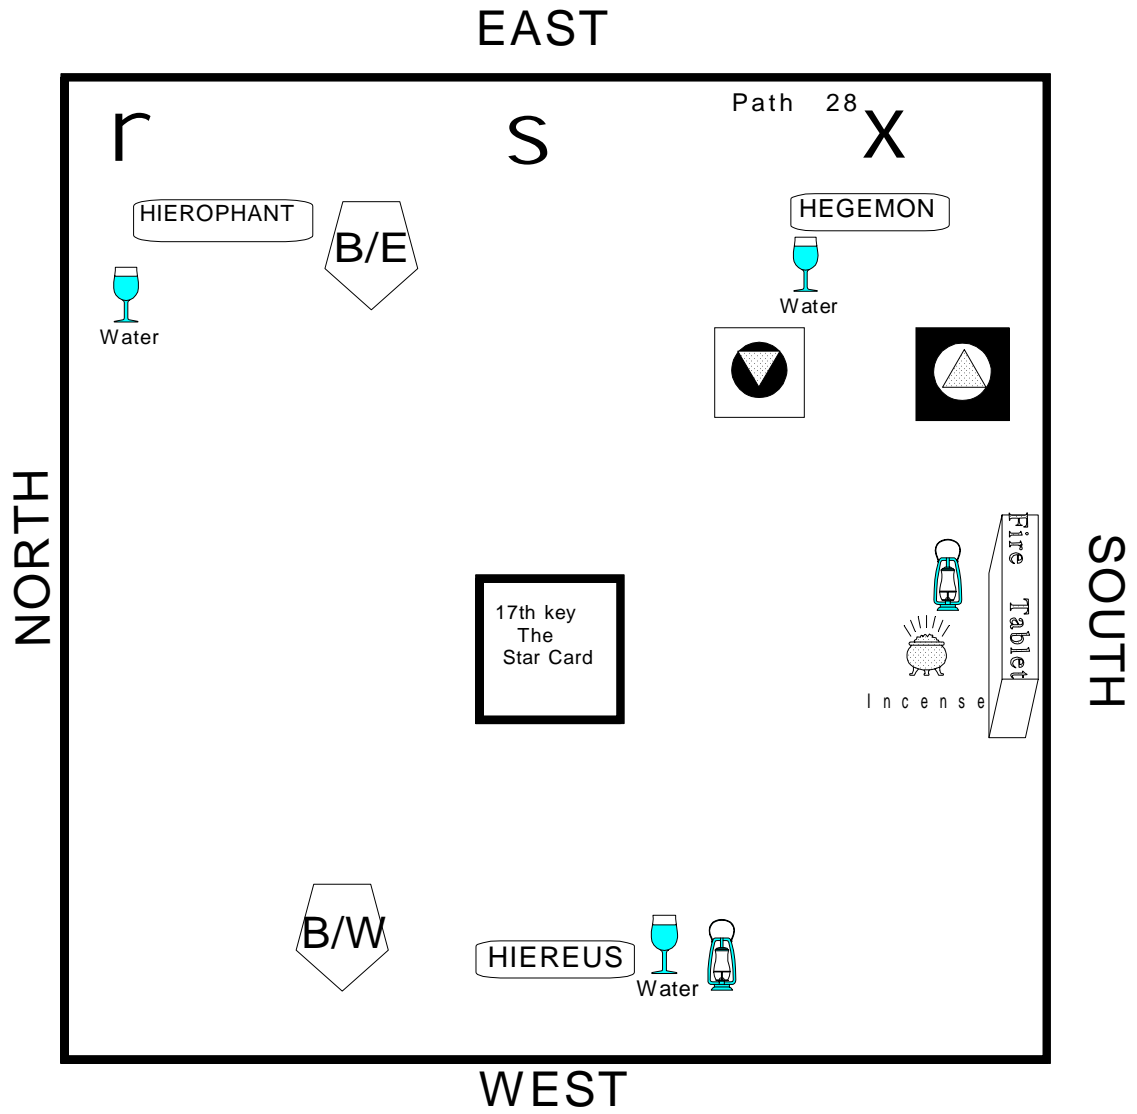 EAST
Path 28
r s X
HIEROPHANT
HEGEMON
B/E
Water
Water
NORTH
SOUTH
Fire Tablet
17th key
The
Star Card
Incense
B/W
HIEREUS
Water
WEST